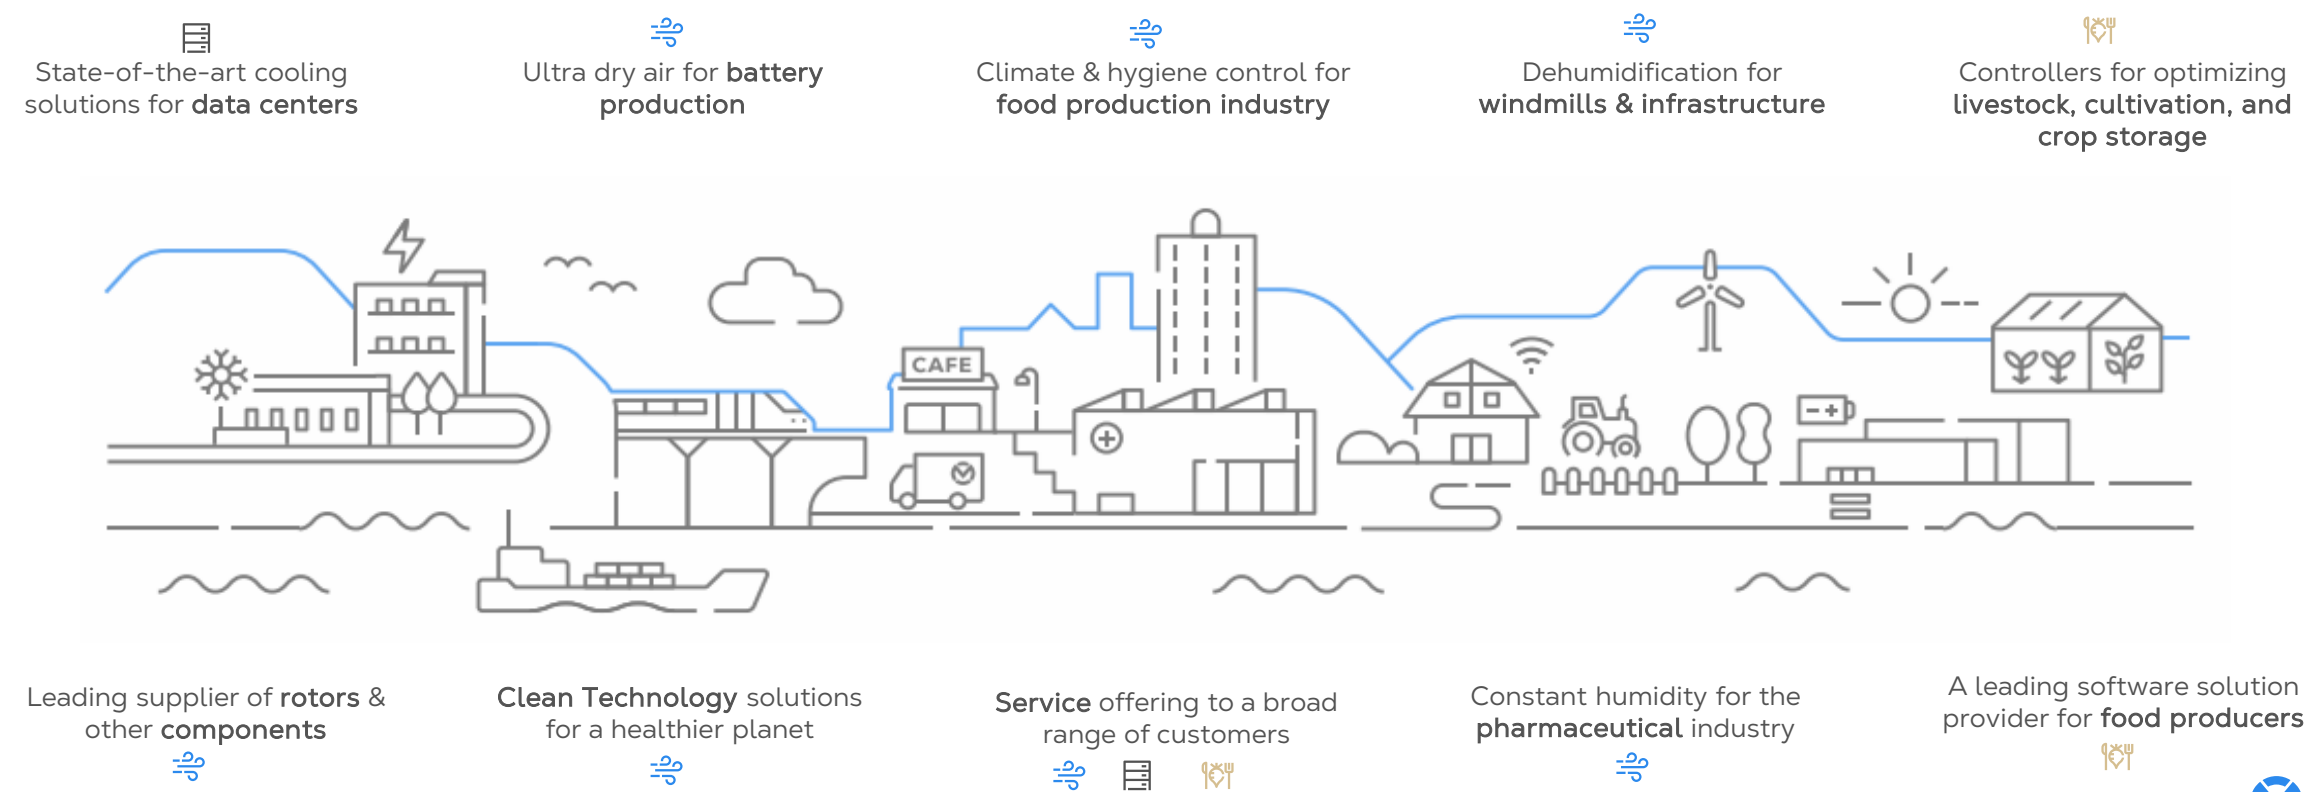 State-of-the-art cooling
solutions for data centers
Ultra dry air for battery
production
Climate & hygiene control for
food production industry
Dehumidification for
windmills & infrastructure
Controllers for optimizing
livestock, cultivation, and
crop storage
CAFE
Leading supplier of rotors &
other components
Clean Technology solutions
for a healthier planet
Service offering to a broad
range of customers
Constant humidity for the
pharmaceutical industry
A leading software solution
provider for food producers